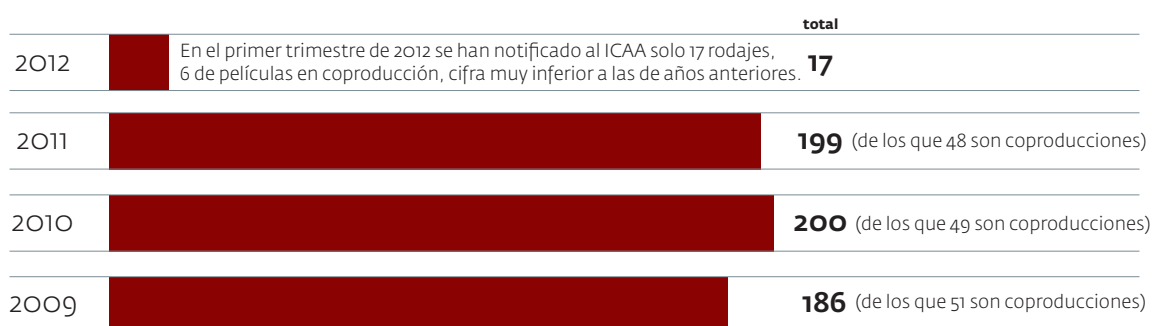 total
2012 En el primer trimestre de 2012 se han notificado al ICAA solo 17 rodajes,
6 de películas en coproducción, cifra muy inferior a las de años anteriores. 17
2011 199 (de los que 48 son coproducciones)
2010 200 (de los que 49 son coproducciones)
2009 186 (de los que 51 son coproducciones)